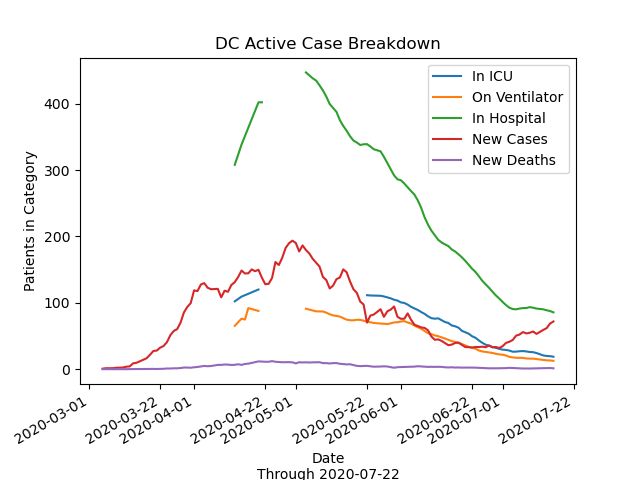 DC Active Case Breakdown
In ICU
On Ventilator
In Hospital
New Cases
New Deaths
Patients in Category
400
300
200
100
0
2020-03-01
2020-03-22
2020-04-01
2020-04-22
2020-05-01
2020-05-22
2020-06-01
2020-06-22
2020-07-01
2020-07-22
Date
Through 2020-07-22